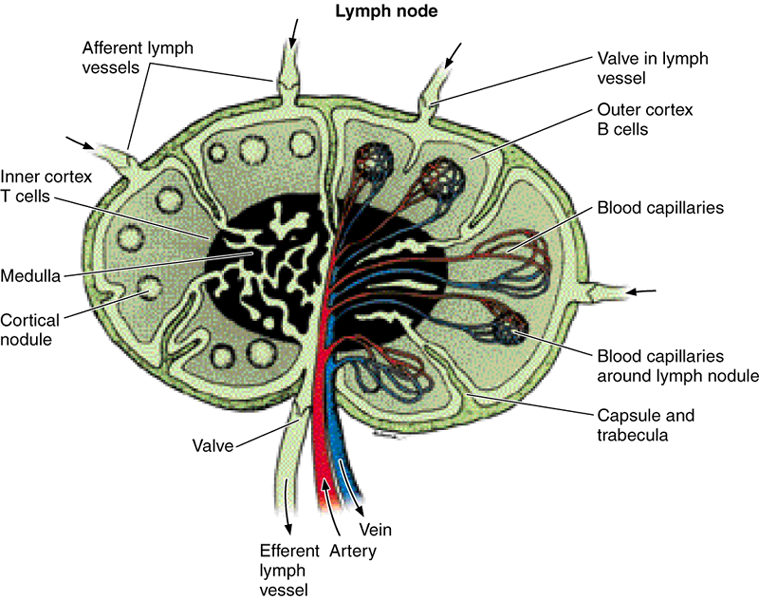 Lymph node
Afferent lymph
vessels
Valve in lymph
vessel
Outer cortex
B cells
Inner cortex
T cells
Blood capillaries
Medulla
Cortical
nodule
Blood capillaries
around lymph nodule
Capsule and
trabecula
Valve
Vein
Efferent
lymph
vessel
Artery